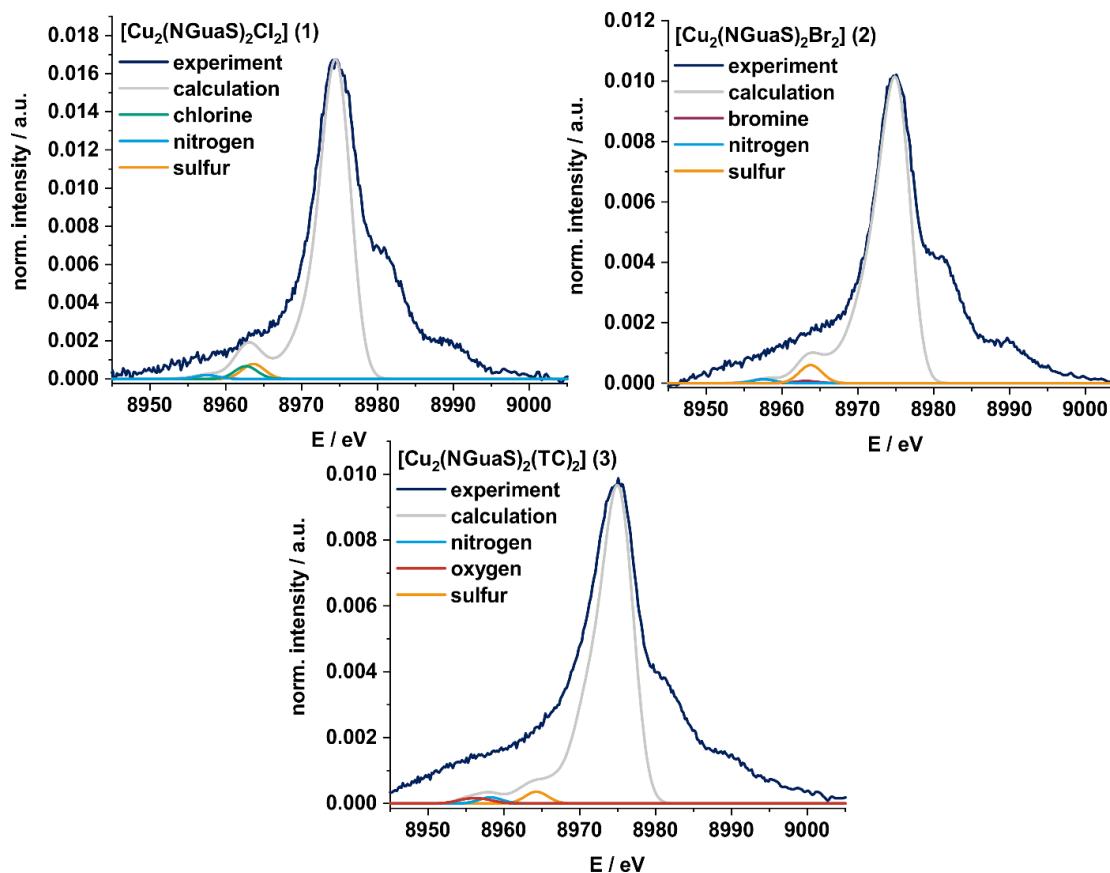 [Cu₂(NGuaS)₂Cl₂] (1)
experiment
calculation
chlorine
nitrogen
sulfur
norm. intensity / a.u.
0.018
0.016
0.014
0.012
0.010
0.008
0.006
0.004
0.002
0.000
8950 8960 8970 8980 8990 9000
E / eV
[Cu₂(NGuaS)₂Br₂] (2)
experiment
calculation
bromine
nitrogen
sulfur
norm. intensity / a.u.
0.012
0.010
0.008
0.006
0.004
0.002
0.000
8950 8960 8970 8980 8990 9000
E / eV
[Cu₂(NGuaS)₂(TC)₂] (3)
experiment
calculation
nitrogen
oxygen
sulfur
norm. intensity / a.u.
0.010
0.008
0.006
0.004
0.002
0.000
8950 8960 8970 8980 8990 9000
E / eV